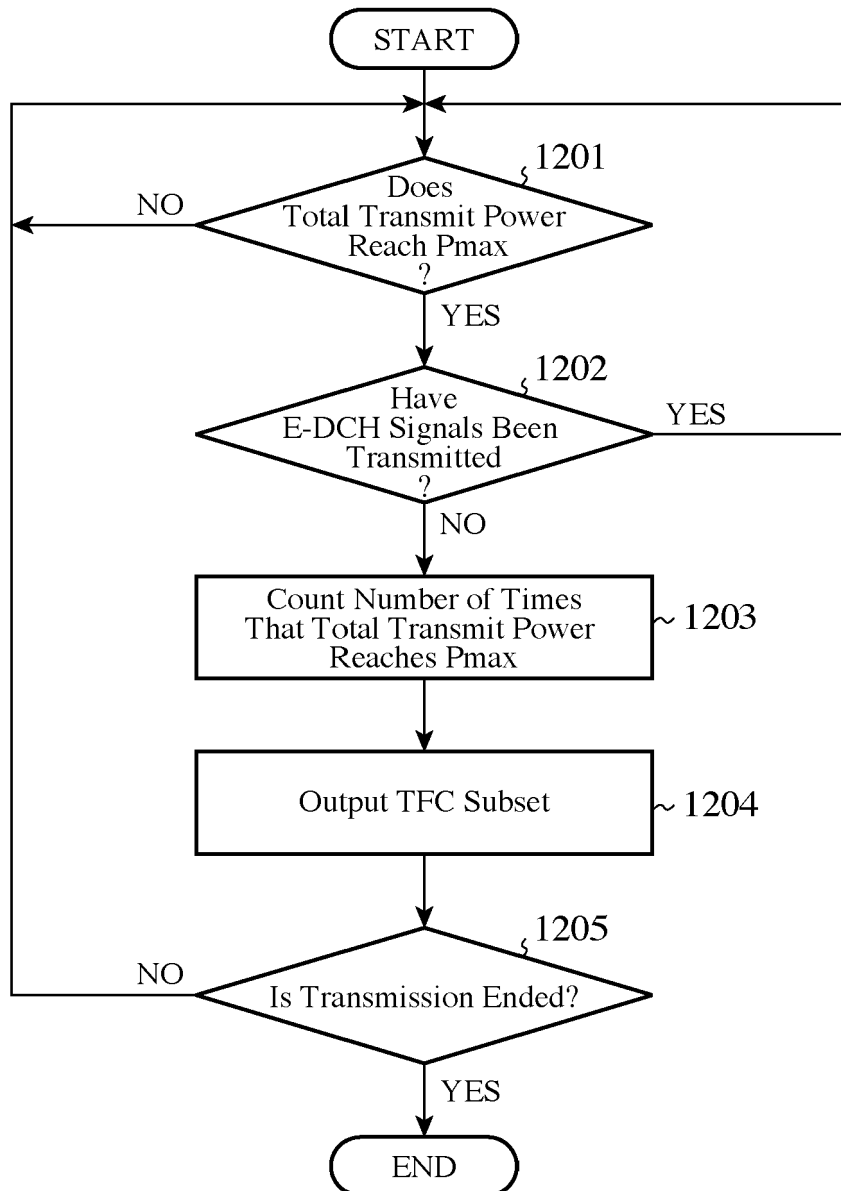 START
1201
Does
Total Transmit Power
Reach Pmax
?
NO
YES
1202
Have
E-DCH Signals Been
Transmitted
?
YES
NO
Count Number of Times
That Total Transmit Power
Reaches Pmax
1203
Output TFC Subset
1204
1205
Is Transmission Ended?
NO
YES
END